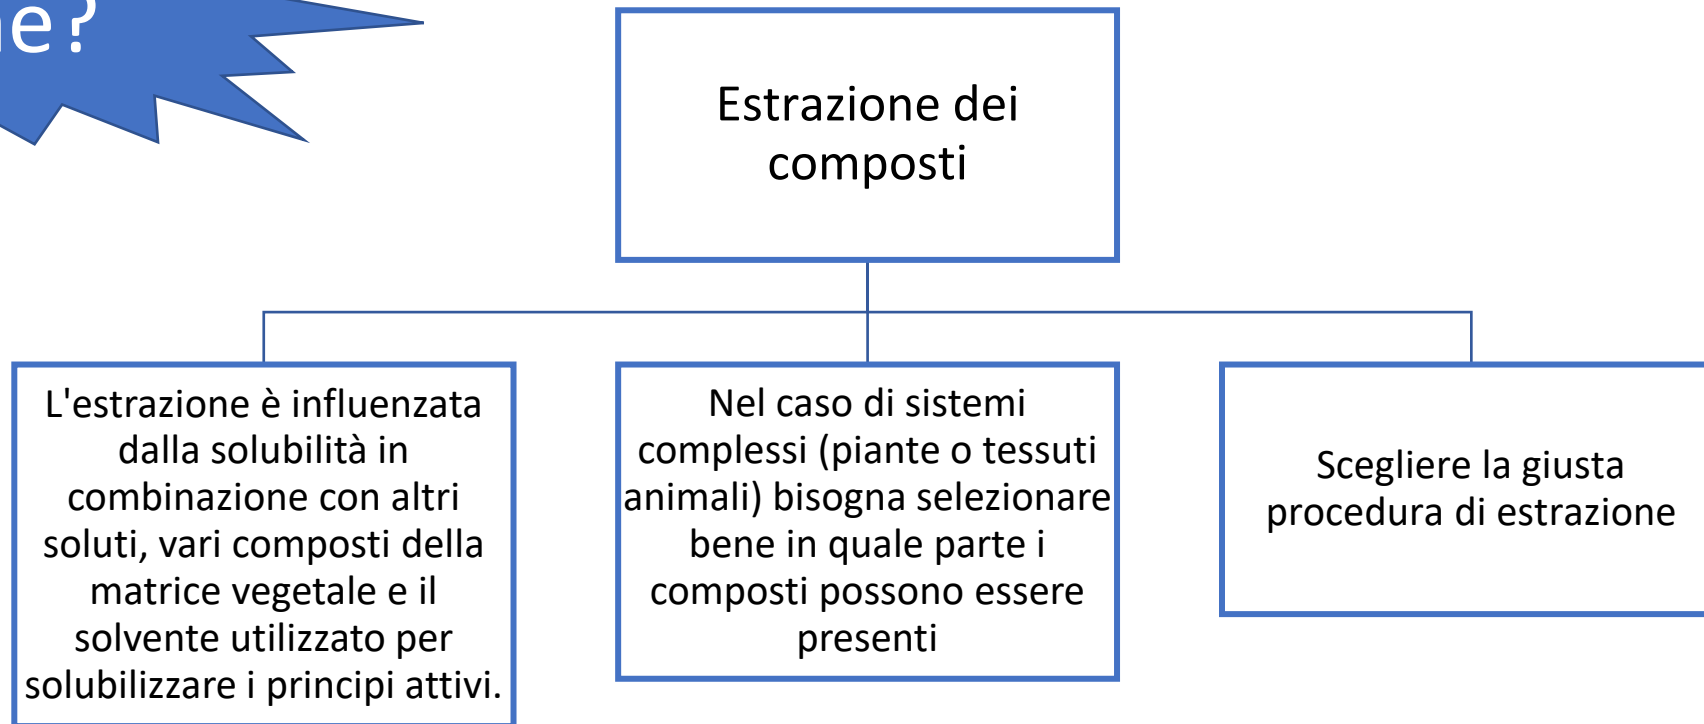 Estrazione dei
composti
L'estrazione è influenzata
dalla solubilità in
combinazione con altri
soluti, vari composti della
matrice vegetale e il
solvente utilizzato per
solubilizzare i principi attivi.
Nel caso di sistemi
complessi (piante o tessuti
animali) bisogna selezionare
bene in quale parte i
composti possono essere
presenti
Scegliere la giusta
procedura di estrazione